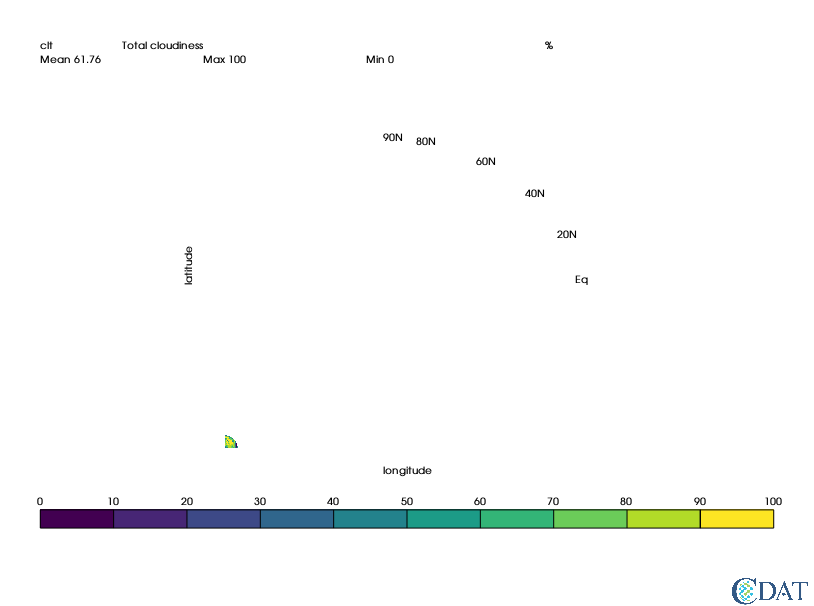 clt Total cloudiness %
Mean 61.76 Max 100 Min 0
90N 80N
60N
40N
20N
latitude
Eq
longitude
0 10 20 30 40 50 60 70 80 90 100
CDAT